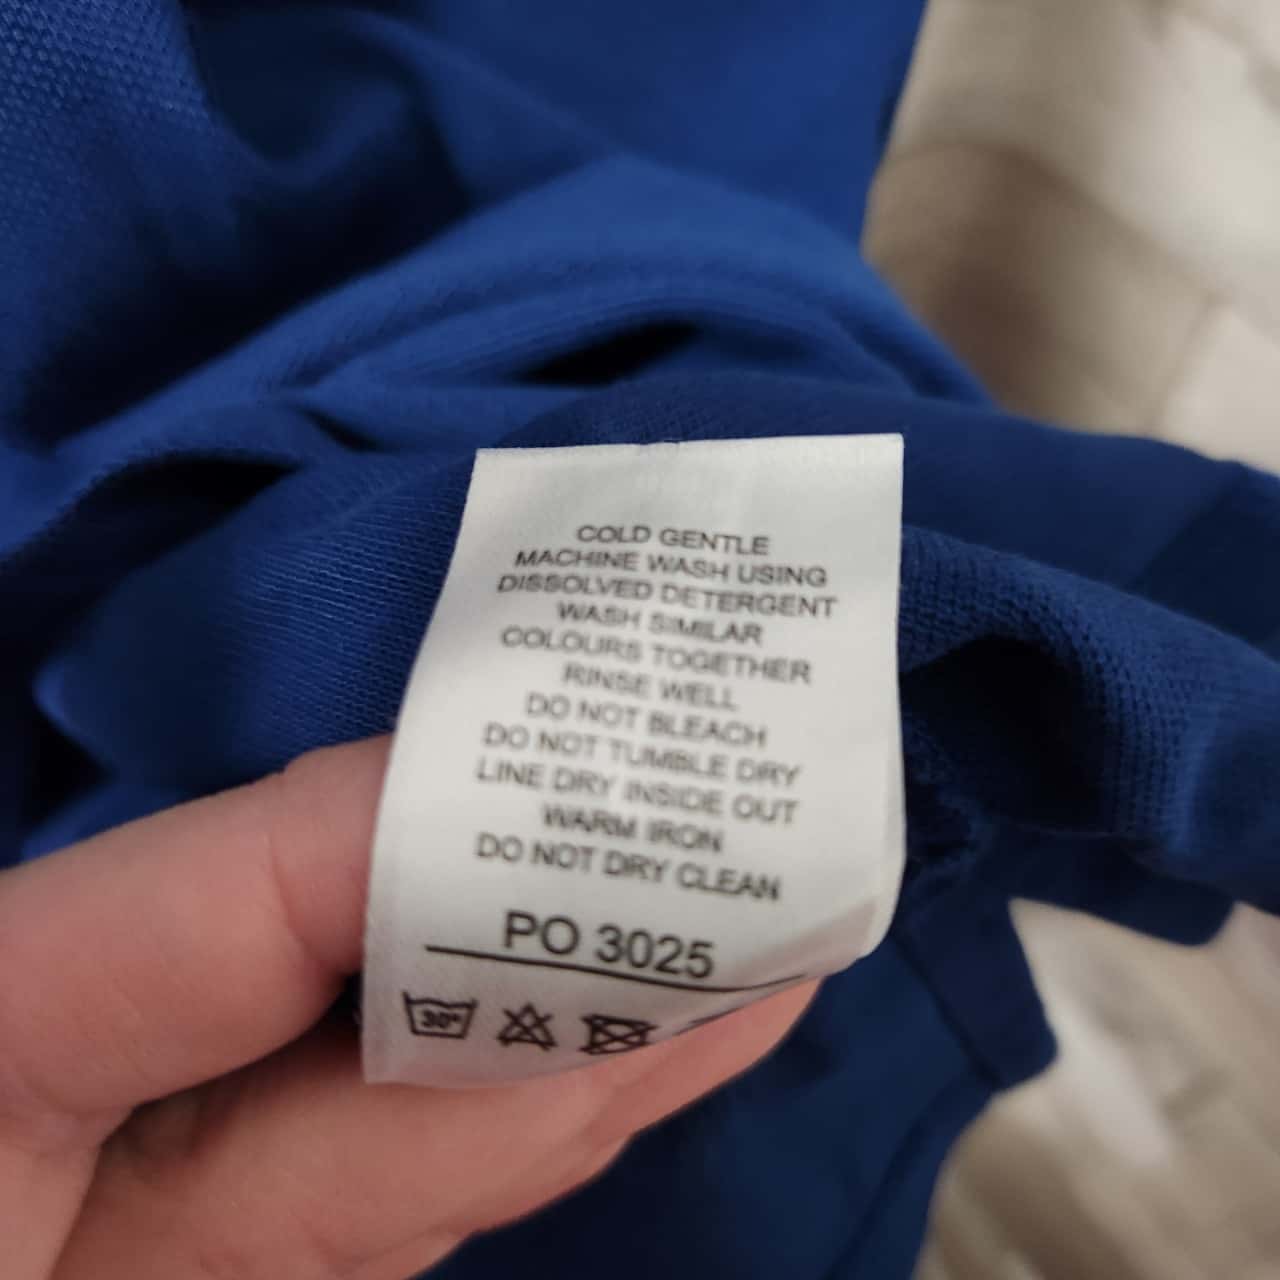 COLD GENTLE
MACHINE WASH USING
DISSOLVED DETERGENT
WASH SIMILAR
COLOURS TOGETHER
RINSE WELL
DO NOT BLEACH
DO NOT TUMBLE DRY
LINE DRY INSIDE OUT
WARM IRON
DO NOT DRY CLEAN
PO 3025
30°